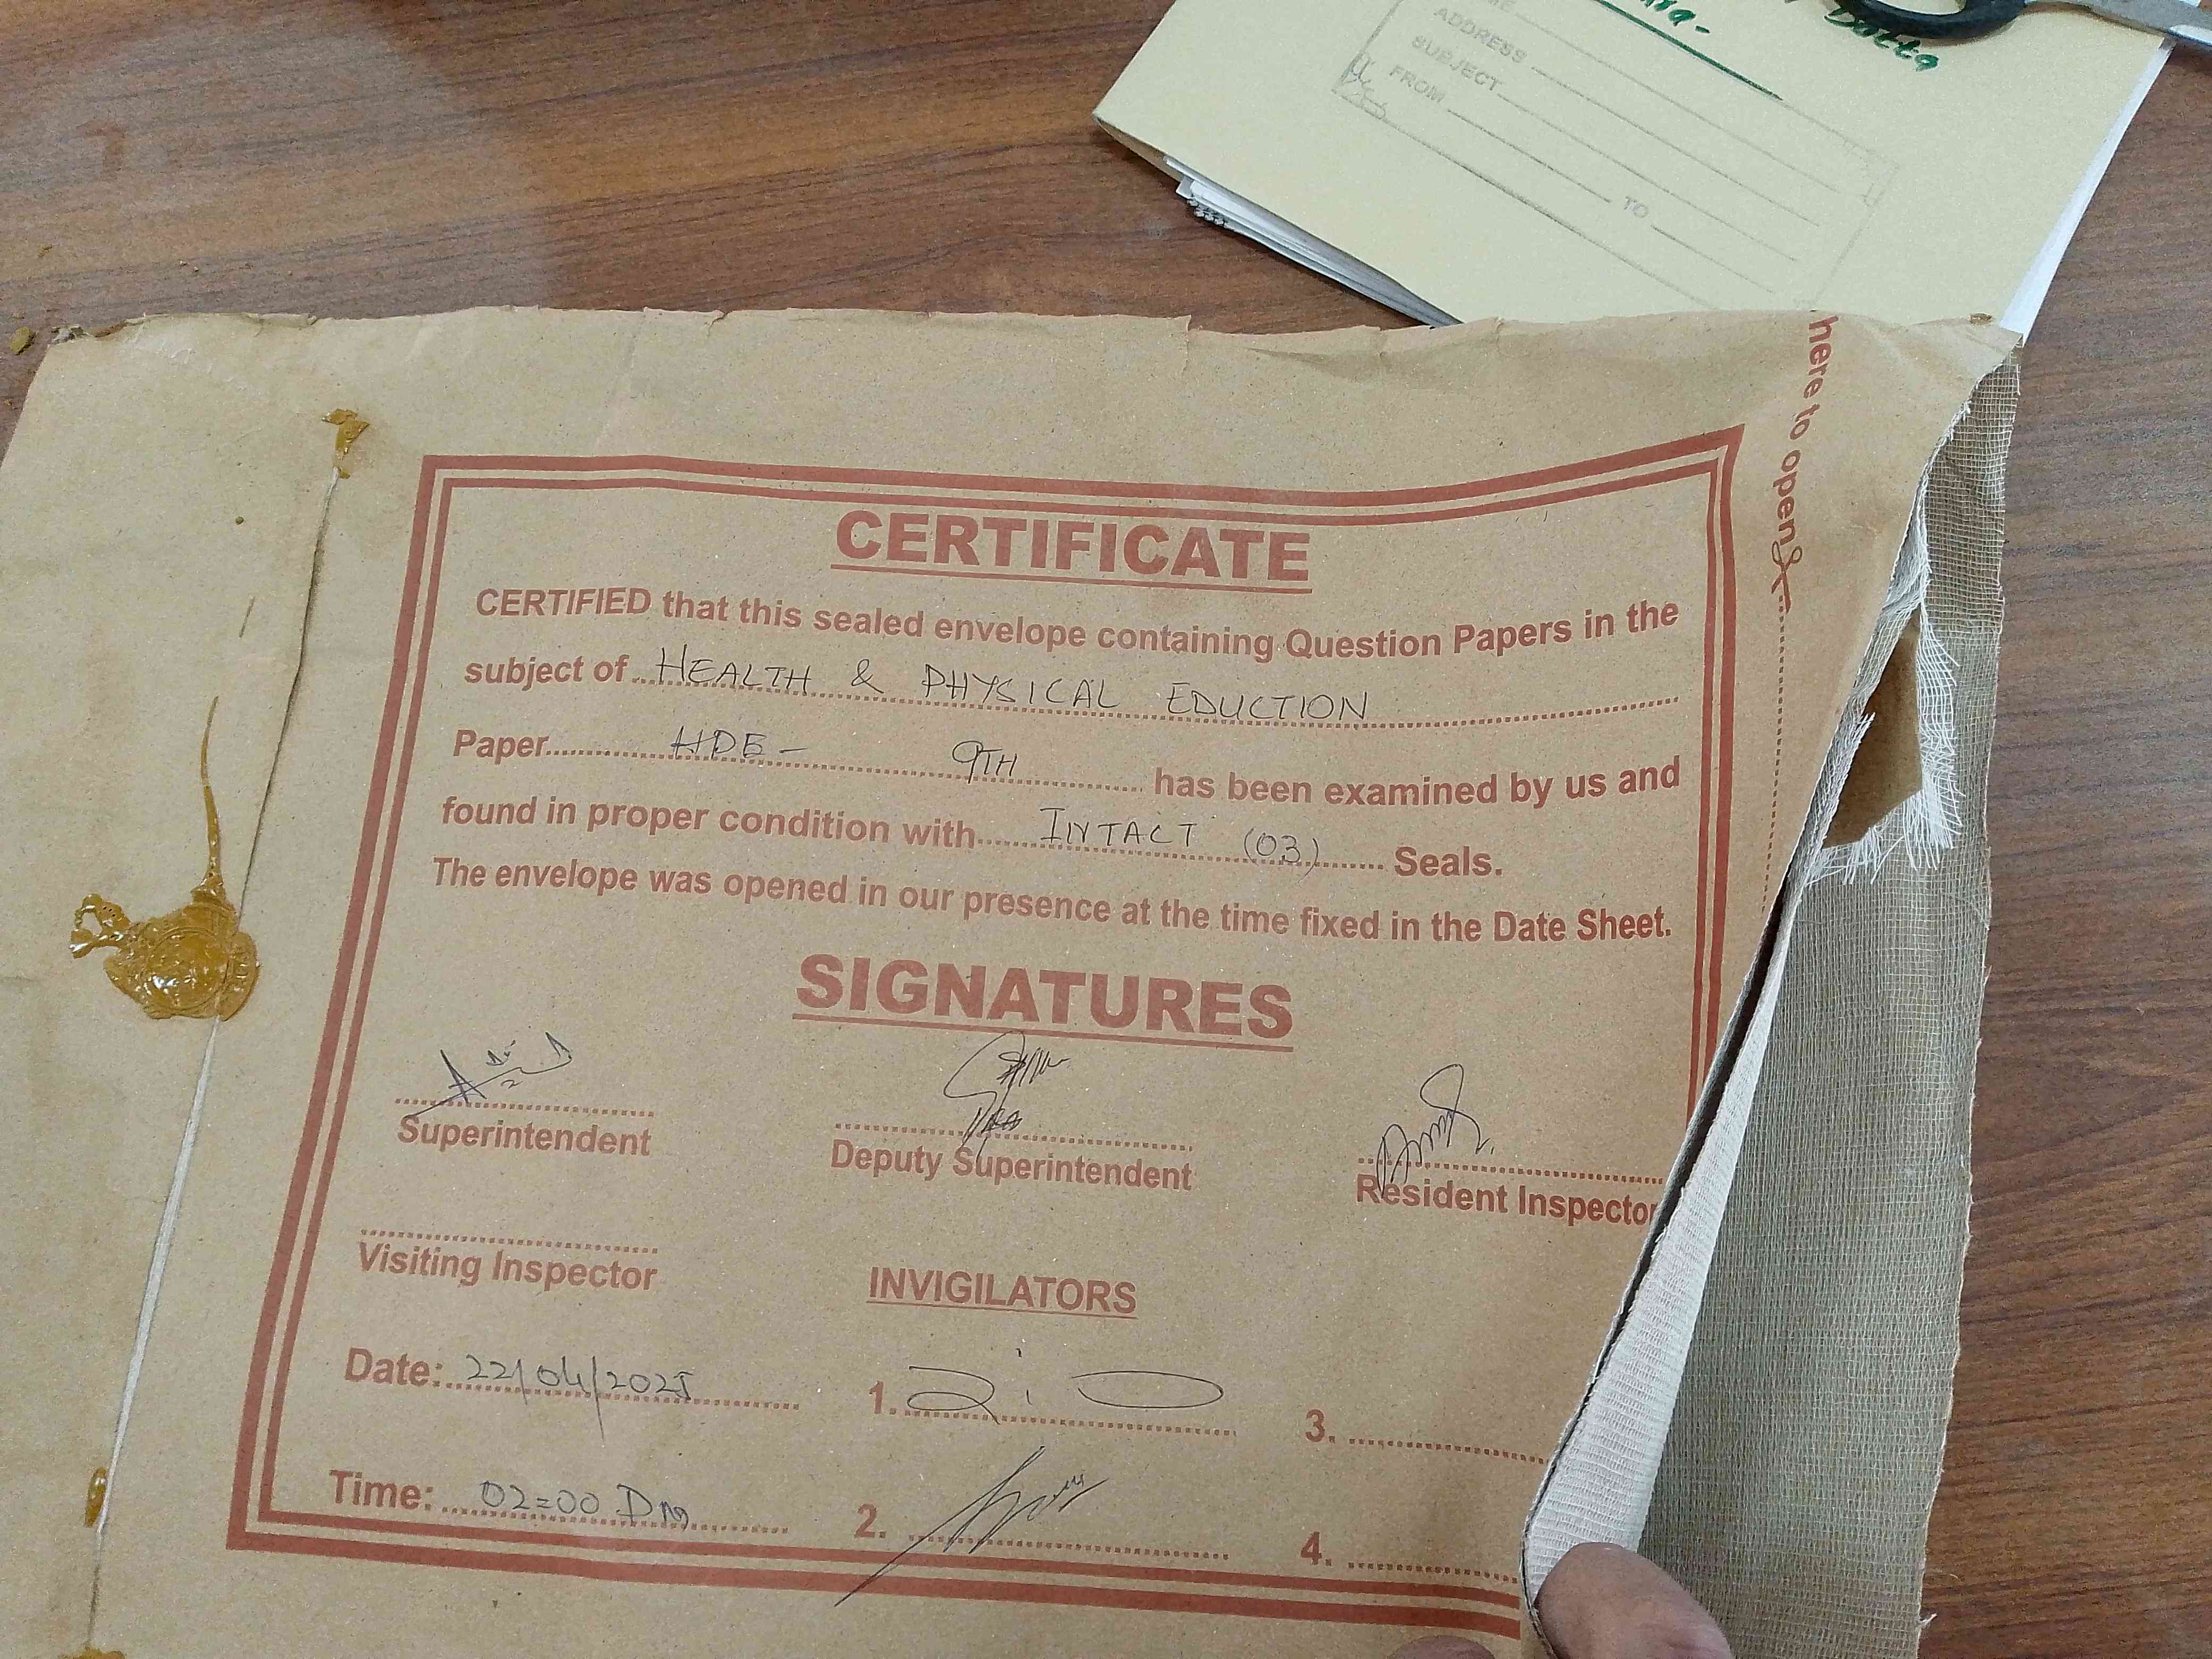 ADDRESS
SUBJECT
FROM
TO
here to open
CERTIFICATE
CERTIFIED that this sealed envelope containing Question Papers in the
subject of HEALTH & PHYSICAL EDUCTION
Paper HPE - 9TH has been examined by us and
found in proper condition with INTACT (03) Seals.
The envelope was opened in our presence at the time fixed in the Date Sheet.
SIGNATURES
Superintendent
Deputy Superintendent
Resident Inspector
Visiting Inspector
INVIGILATORS
Date: 22/04/2025
1.
3.
Time: 02=00 PM
2.
4.